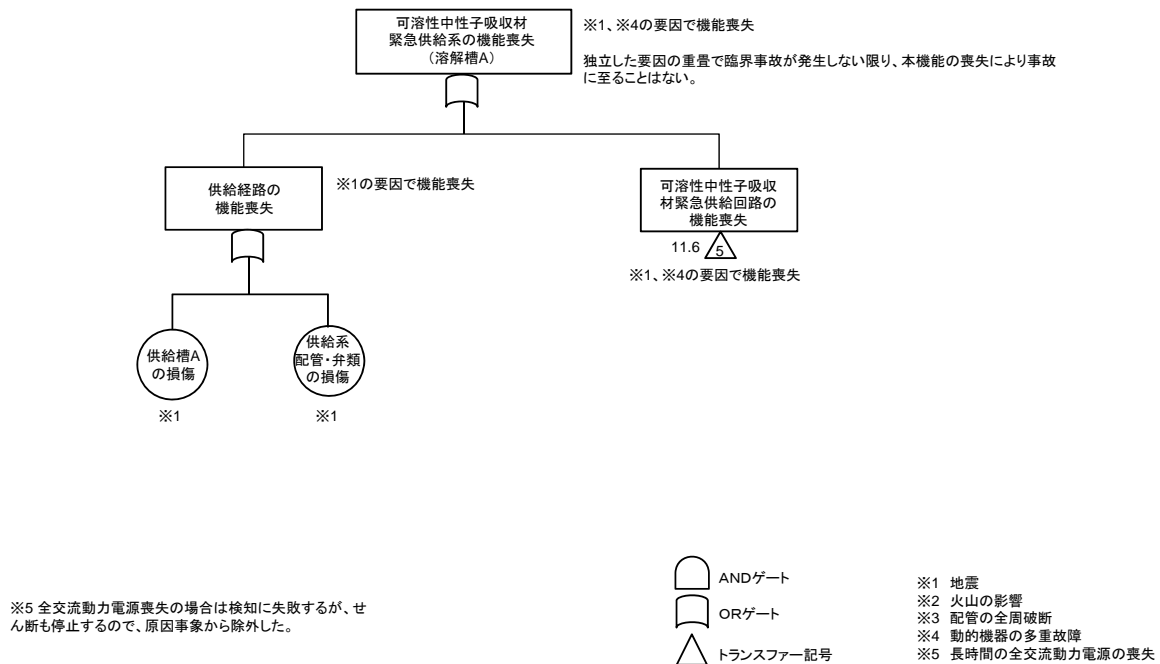 可溶性中性子吸収材
緊急供給系の機能喪失
（溶解槽A）
※1、※4の要因で機能喪失
独立した要因の重畳で臨界事故が発生しない限り、本機能の喪失により事故
に至ることはない。
供給経路の
機能喪失
※1の要因で機能喪失
可溶性中性子吸収
材緊急供給回路の
機能喪失
11.6
5
※1、※4の要因で機能喪失
供給槽A
の損傷
※1
供給系
配管・弁類
の損傷
※1
※5 全交流動力電源喪失の場合は検知に失敗するが、せ
ん断も停止するので、原因事象から除外した。
ANDゲート
ORゲート
トランスファー記号
※1 地震
※2 火山の影響
※3 配管の全周破断
※4 動的機器の多重故障
※5 長時間の全交流動力電源の喪失